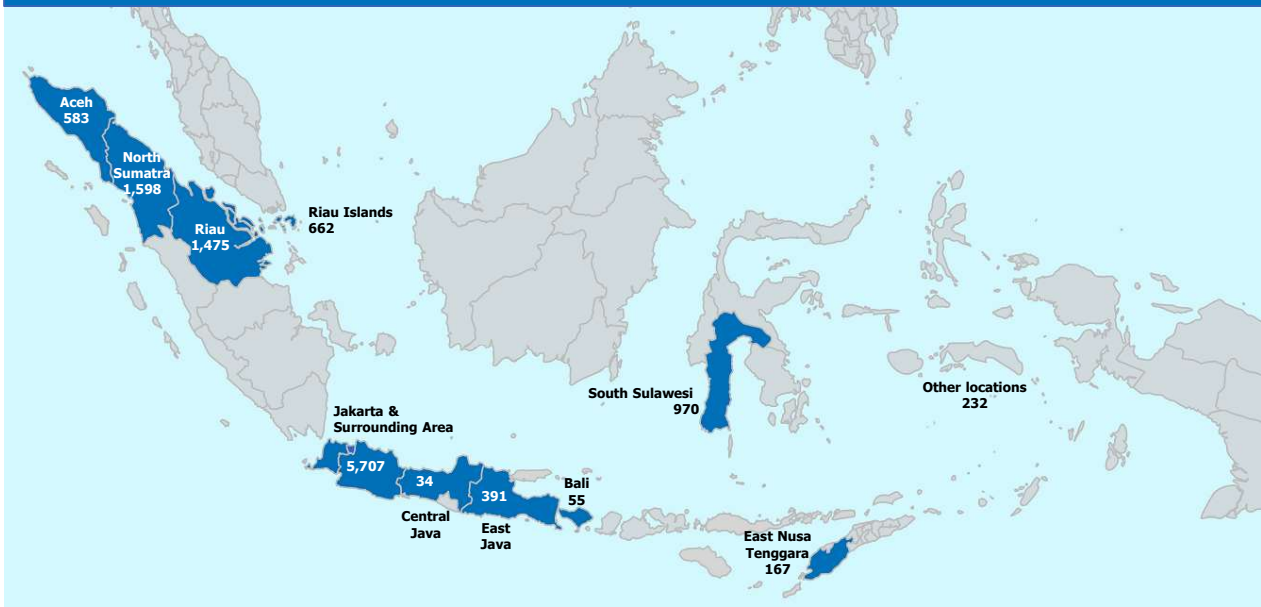 Aceh
583
North
Sumatra
1,598
Riau
1,475
Riau Islands
662
South Sulawesi
970
Other locations
232
Jakarta &
Surrounding Area
5,707
34
Central
Java
391
East
Java
Bali
55
East Nusa
Tenggara
167